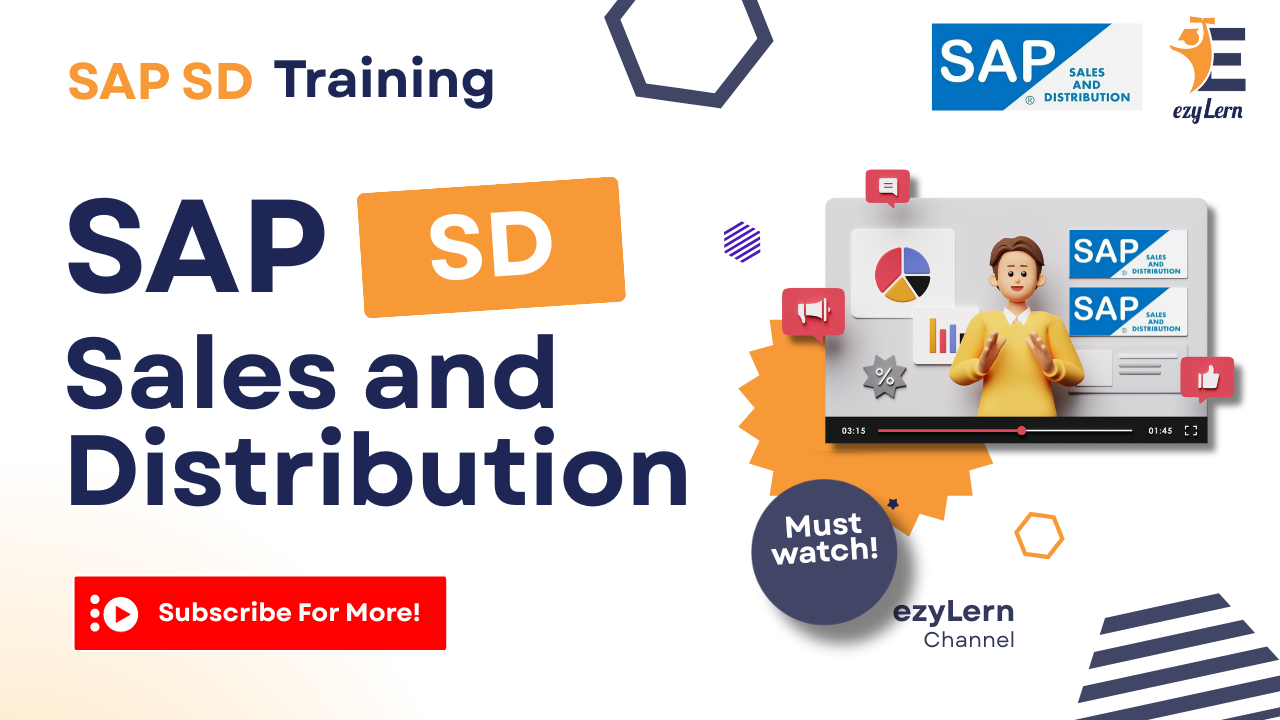 SAP SD Training
SAP
®
SALES
AND
DISTRIBUTION
E
ezyLern
SAP SD
Sales and
Distribution
SAP
®
SALES
AND
DISTRIBUTION
SAP
®
SALES
AND
DISTRIBUTION
%
03:15
01:45
Must
watch!
Subscribe For More!
ezyLern
Channel